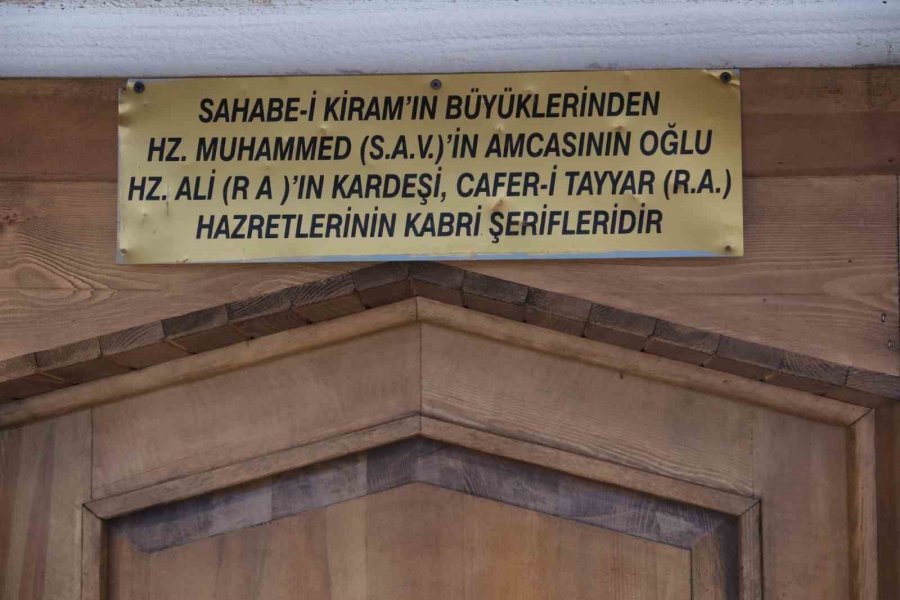 SAHABE-İ KİRAM'IN BÜYÜKLERİNDEN
HZ. MUHAMMED (S.A.V.)'İN AMCASININ OĞLU
HZ. ALİ (R A )'IN KARDEŞİ, CAFER-İ TAYYAR (R.A.)
HAZRETLERİNİN KABRİ ŞERİFLERİDİR